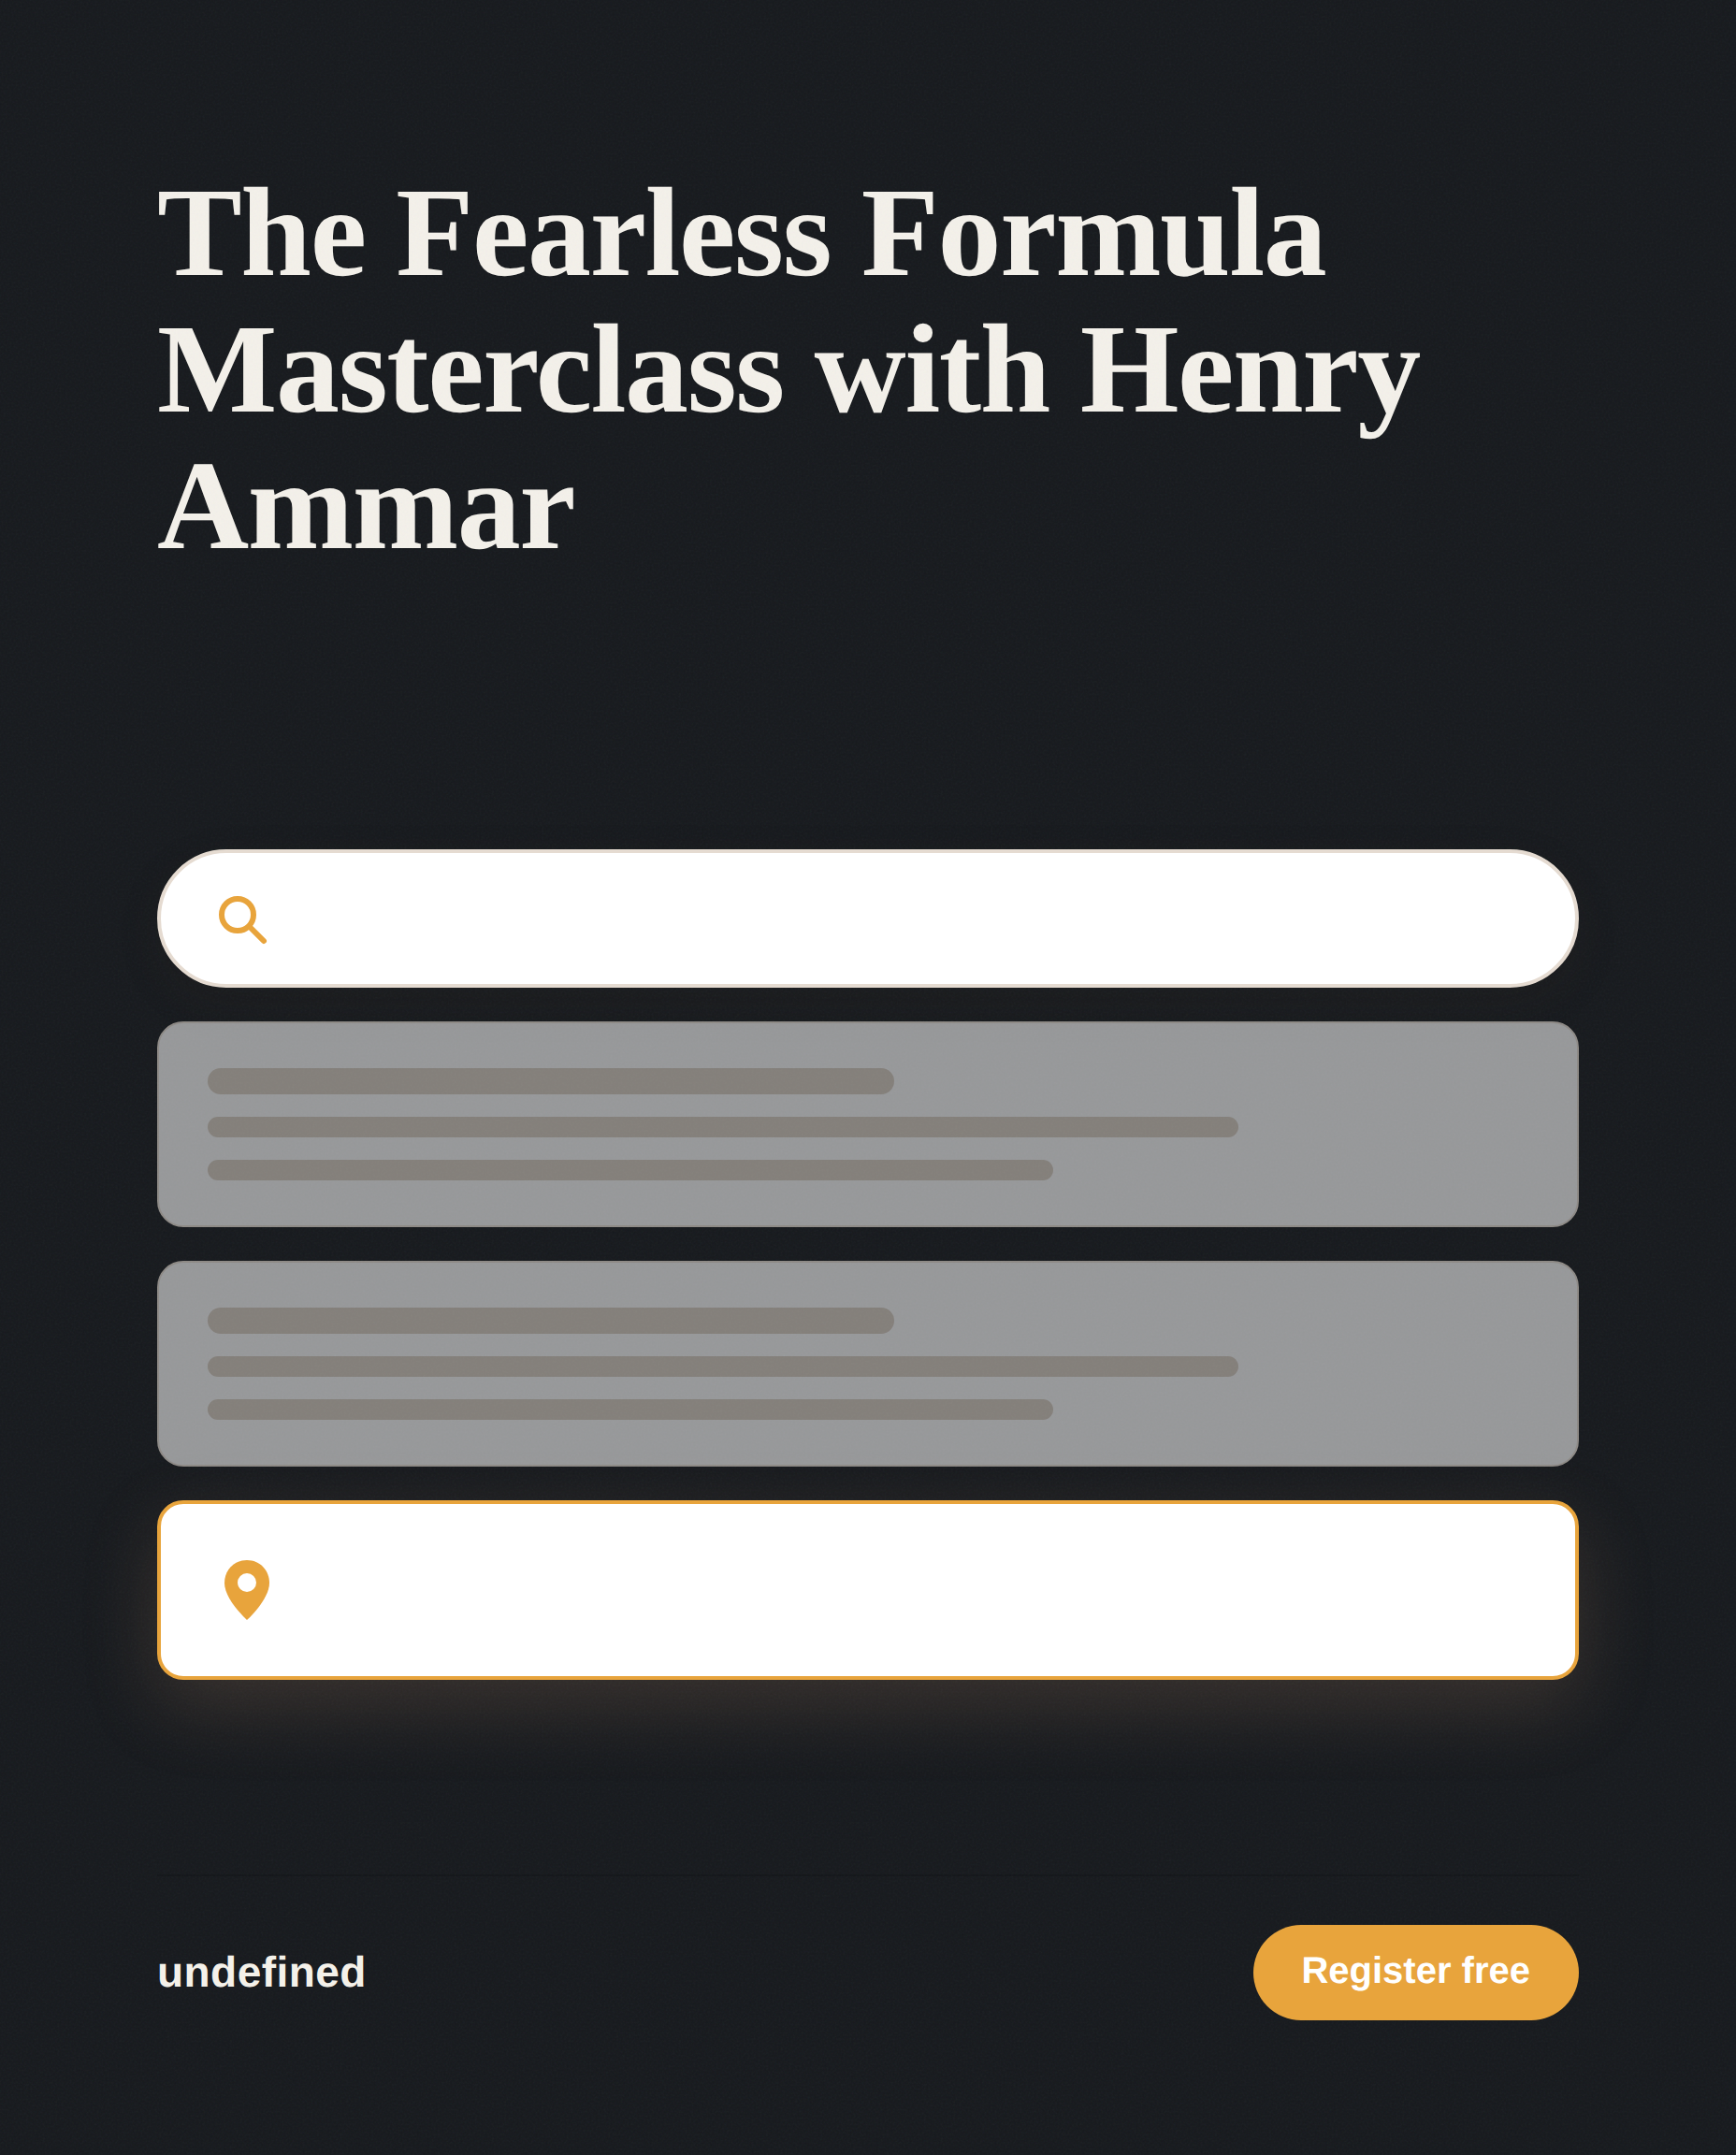 The Fearless Formula
Masterclass with Henry
Ammar
undefined
Register free